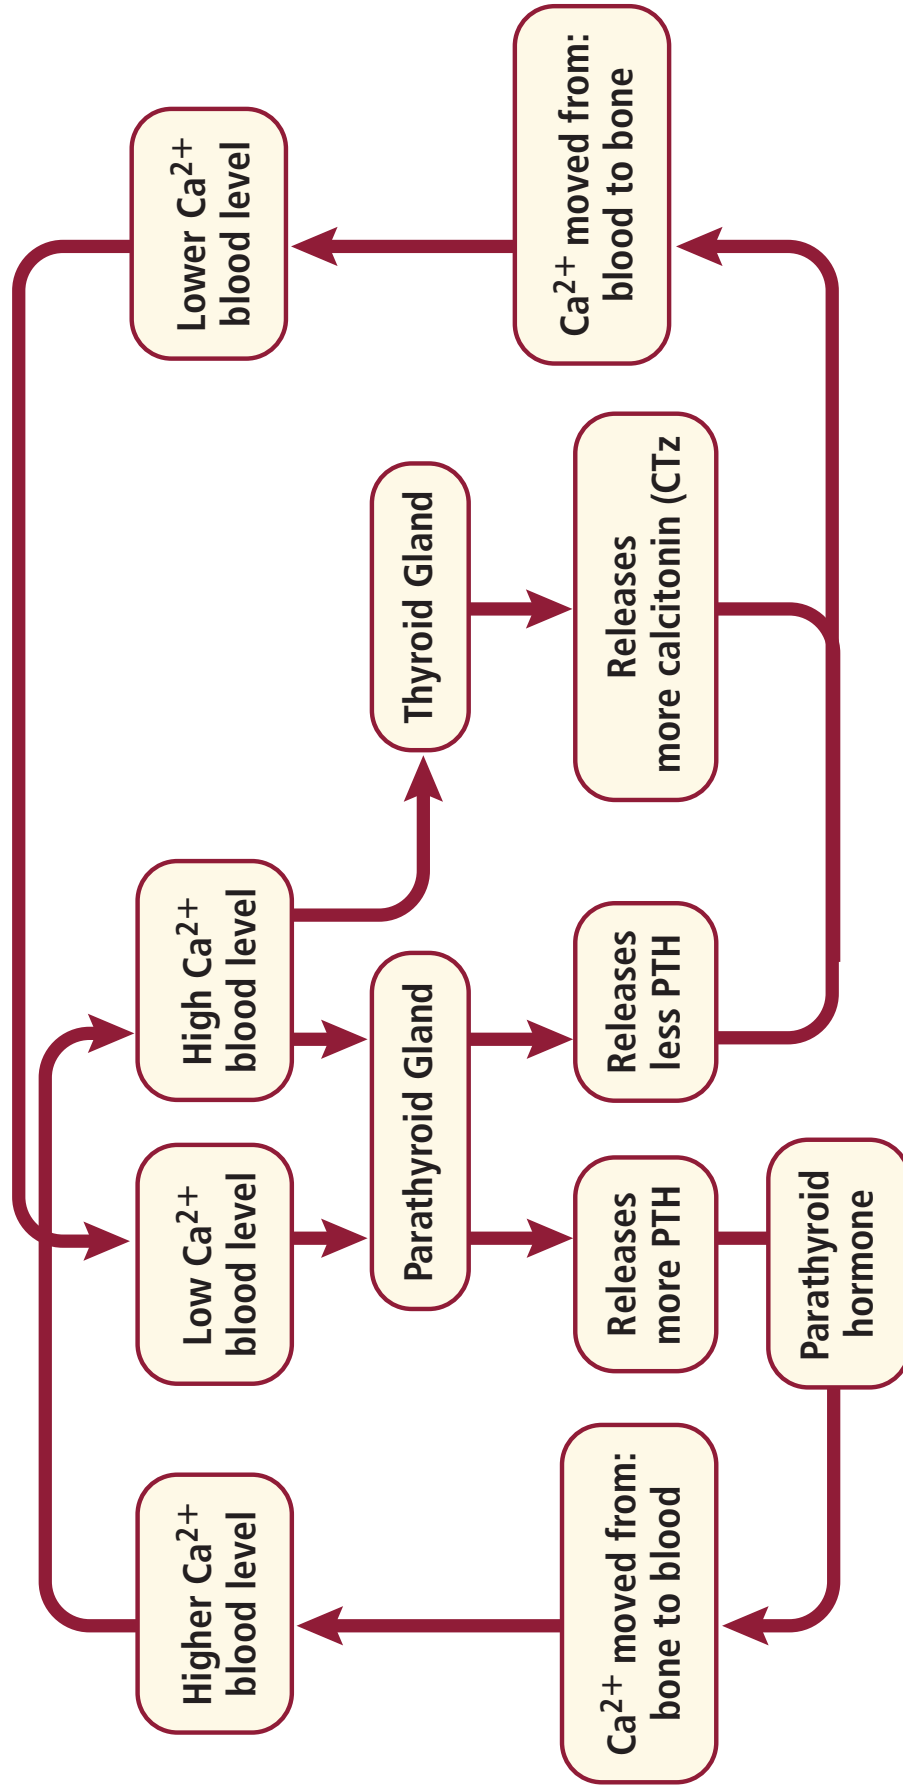 Higher Ca²⁺
blood level
Low Ca²⁺
blood level
High Ca²⁺
blood level
Lower Ca²⁺
blood level
Parathyroid Gland
Thyroid Gland
Ca²⁺ moved from:
bone to blood
Releases
more PTH
Releases
less PTH
Releases
more calcitonin (CTz
Ca²⁺ moved from:
blood to bone
Parathyroid
hormone